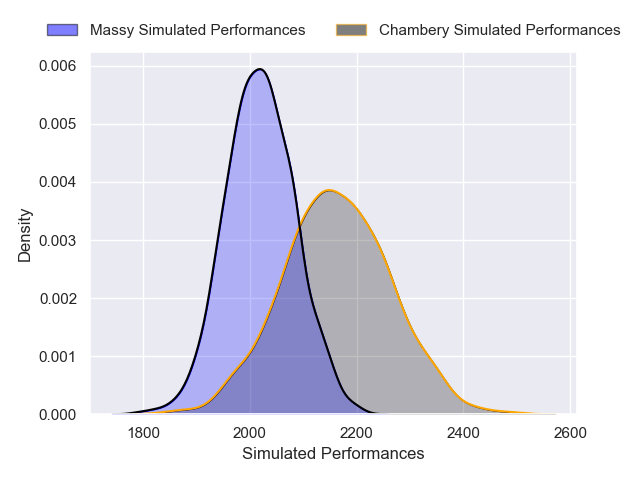 Massy Simulated Performances Chambery Simulated Performances
0.006
0.005
0.004
0.003
0.002
0.001
0.000
Density
1800 2000 2200 2400 2600
Simulated Performances